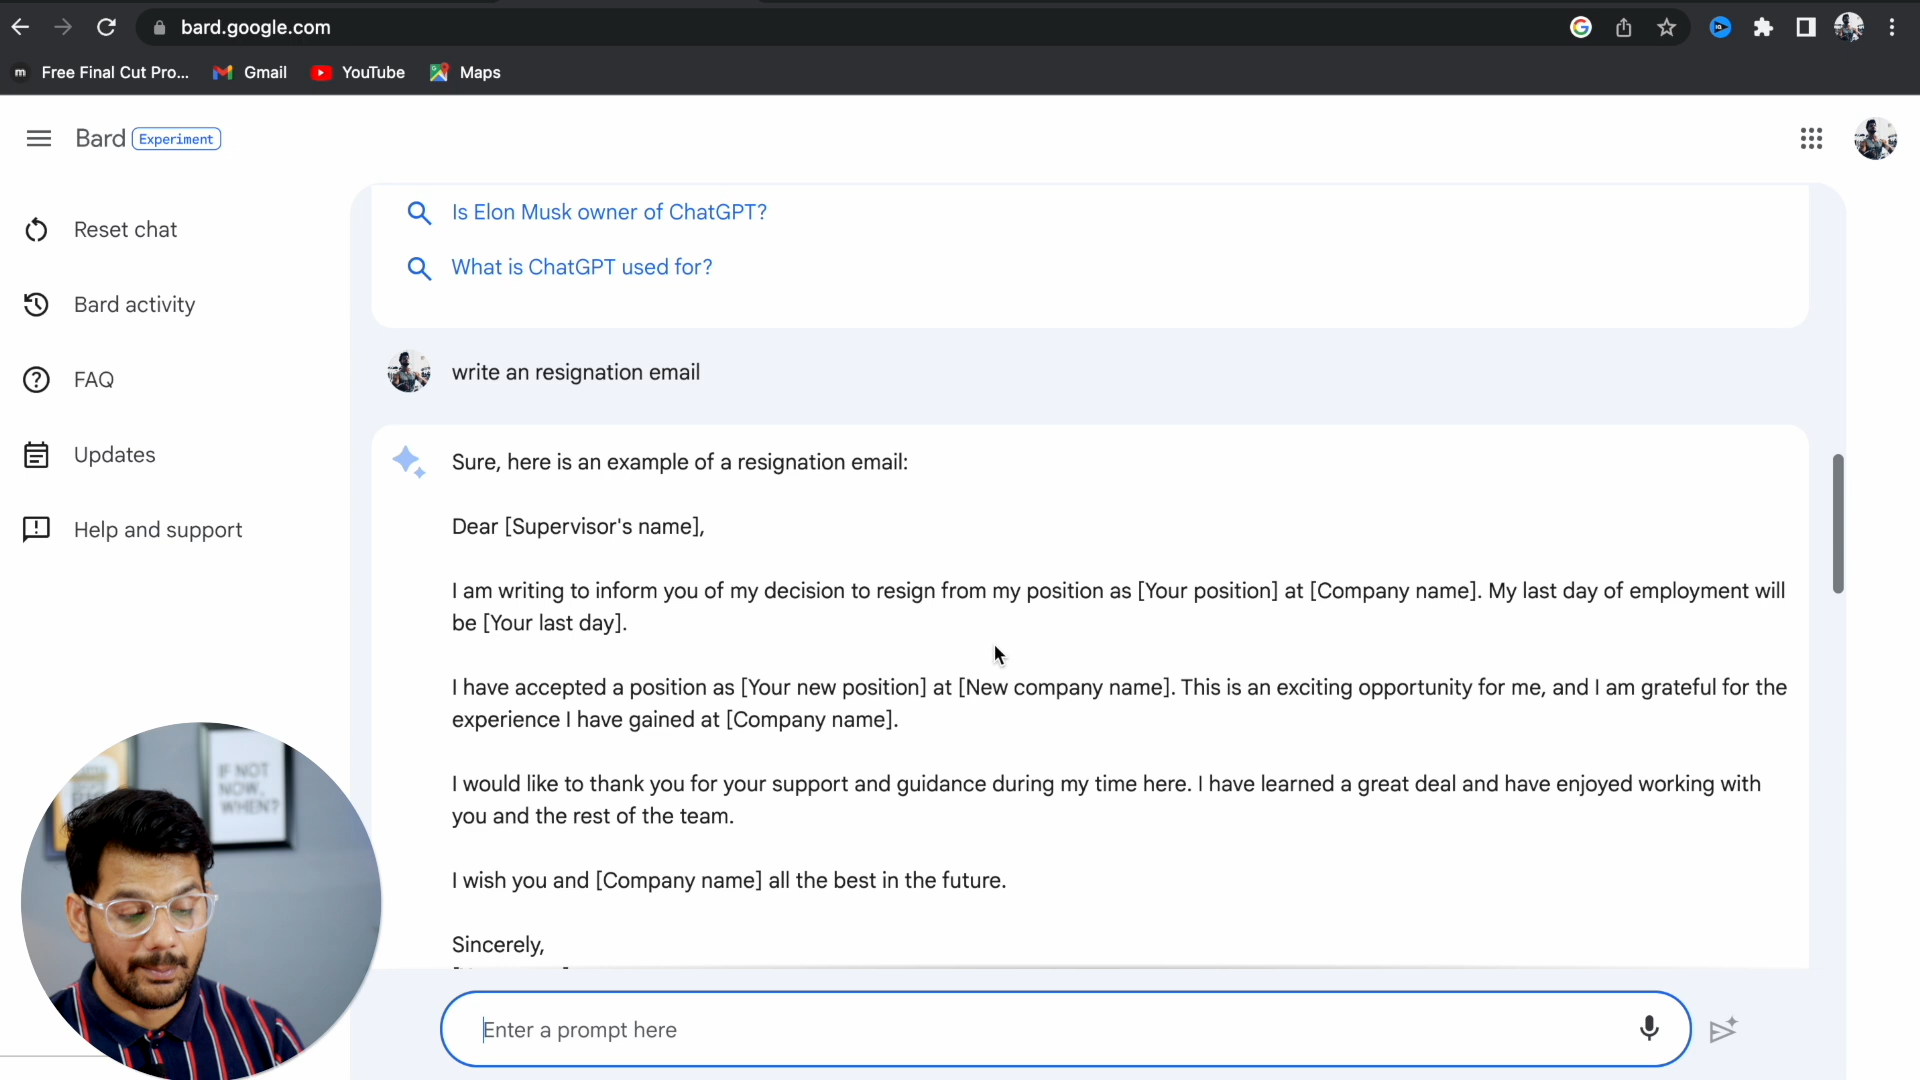 bard.google.com
m Free Final Cut Pro...
Gmail
YouTube
Maps
Bard Experiment
Reset chat
Bard activity
FAQ
Updates
Help and support
Is Elon Musk owner of ChatGPT?
What is ChatGPT used for?
write an resignation email
Sure, here is an example of a resignation email:
Dear [Supervisor's name],
I am writing to inform you of my decision to resign from my position as [Your position] at [Company name]. My last day of employment will
be [Your last day].
I have accepted a position as [Your new position] at [New company name]. This is an exciting opportunity for me, and I am grateful for the
experience I have gained at [Company name].
I would like to thank you for your support and guidance during my time here. I have learned a great deal and have enjoyed working with
you and the rest of the team.
I wish you and [Company name] all the best in the future.
Sincerely,
IF NOT
NOW,
WHEN?
Enter a prompt here